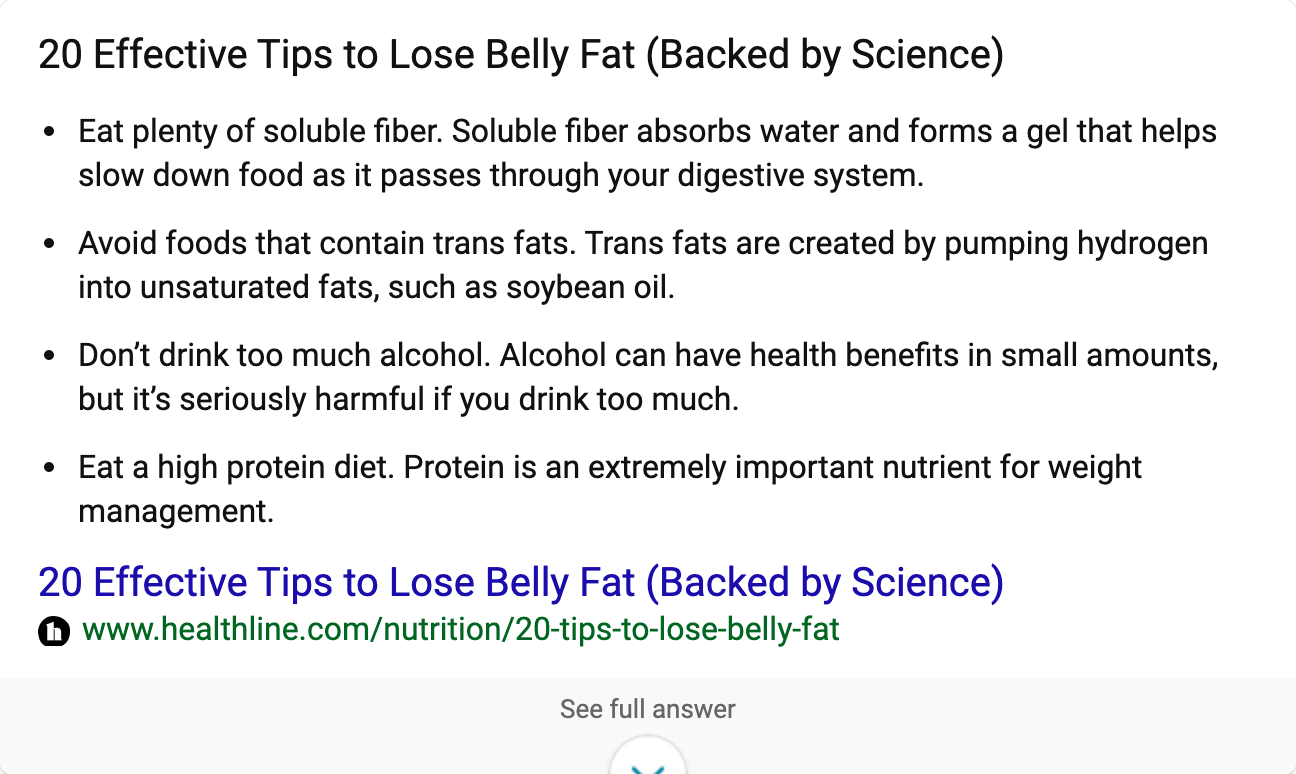 20 Effective Tips to Lose Belly Fat (Backed by Science)
• Eat plenty of soluble fiber. Soluble fiber absorbs water and forms a gel that helps
slow down food as it passes through your digestive system.
• Avoid foods that contain trans fats. Trans fats are created by pumping hydrogen
into unsaturated fats, such as soybean oil.
• Don’t drink too much alcohol. Alcohol can have health benefits in small amounts,
but it’s seriously harmful if you drink too much.
• Eat a high protein diet. Protein is an extremely important nutrient for weight
management.
20 Effective Tips to Lose Belly Fat (Backed by Science)
h www.healthline.com/nutrition/20-tips-to-lose-belly-fat
See full answer